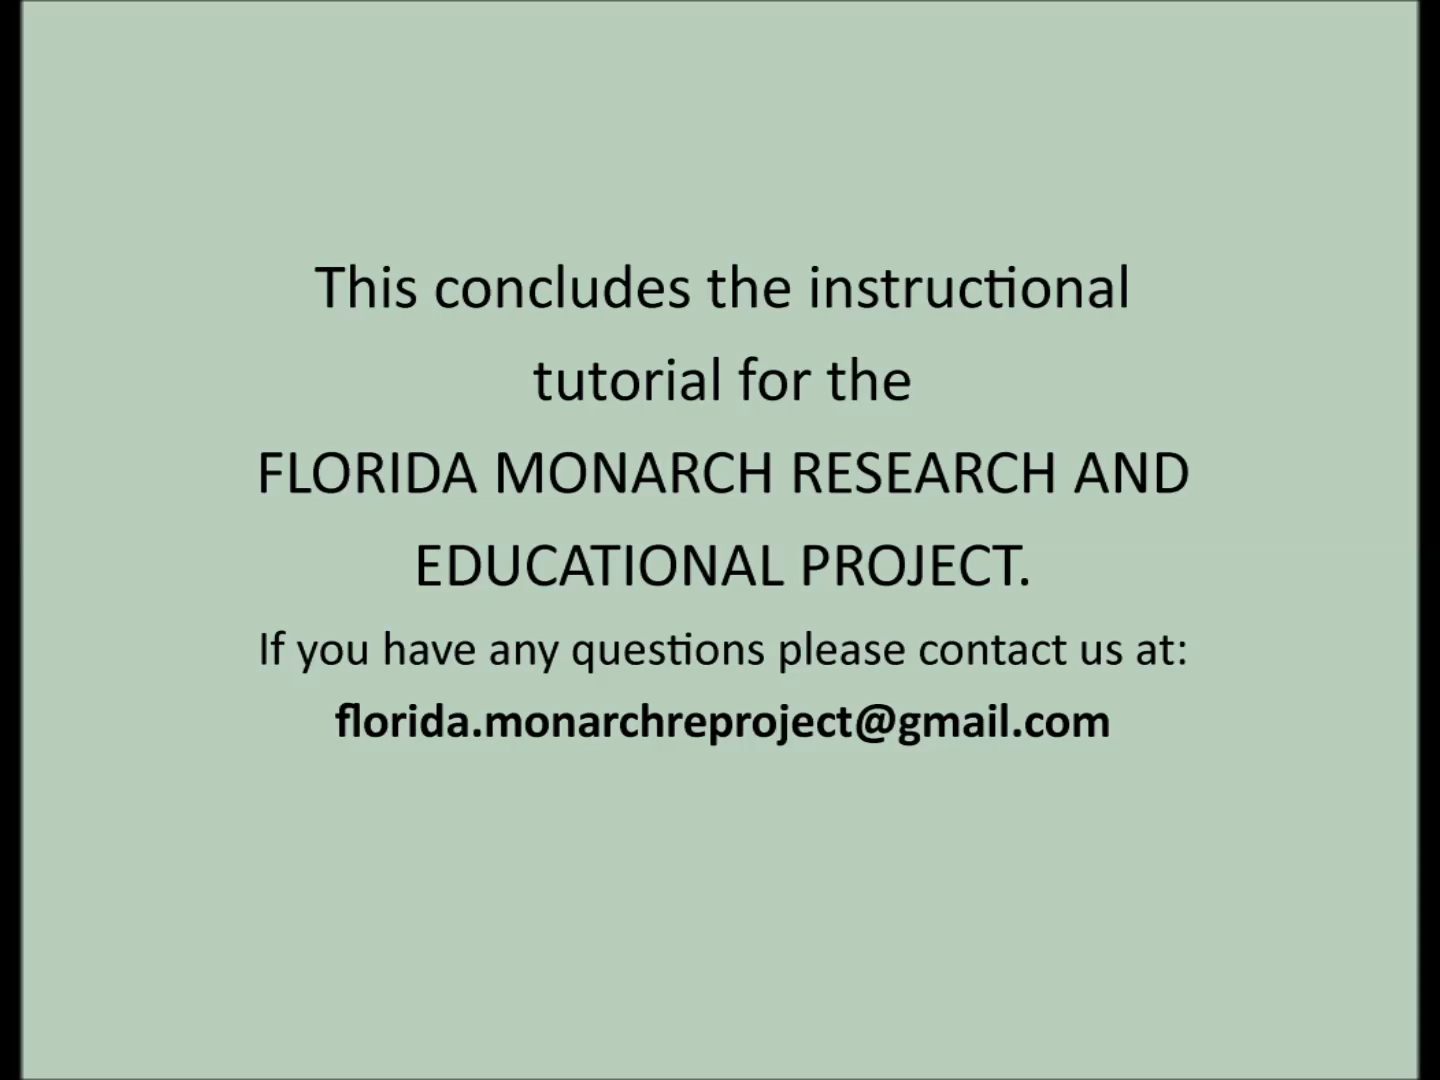 This concludes the instructional
tutorial for the
FLORIDA MONARCH RESEARCH AND
EDUCATIONAL PROJECT.
If you have any questions please contact us at:
florida.monarchreproject@gmail.com